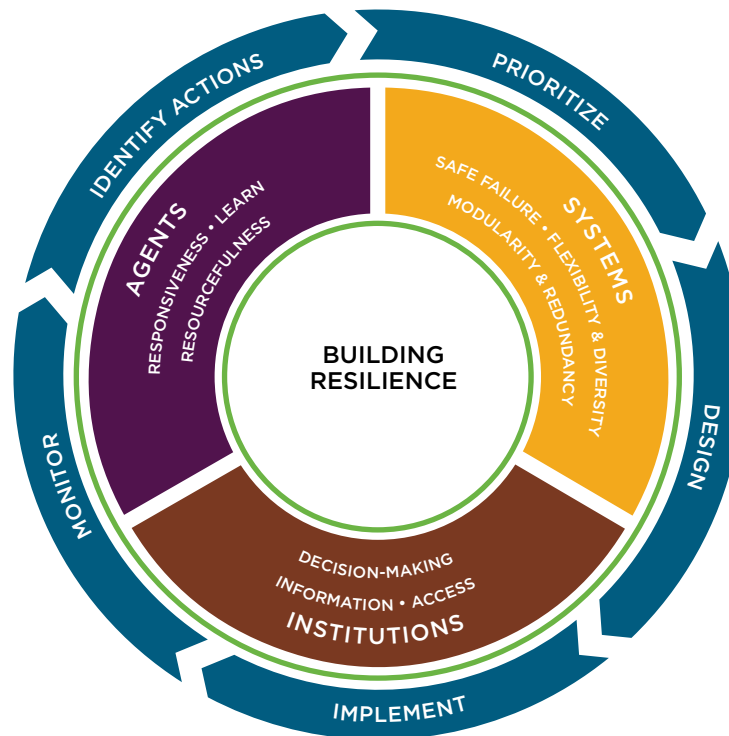 IDENTIFY ACTIONS
PRIORITIZE
DESIGN
IMPLEMENT
MONITOR
AGENTS
RESPONSIVENESS • LEARN
RESOURCEFULNESS
SYSTEMS
SAFE FAILURE • FLEXIBILITY & DIVERSITY
MODULARITY & REDUNDANCY
BUILDING
RESILIENCE
DECISION-MAKING
INFORMATION • ACCESS
INSTITUTIONS